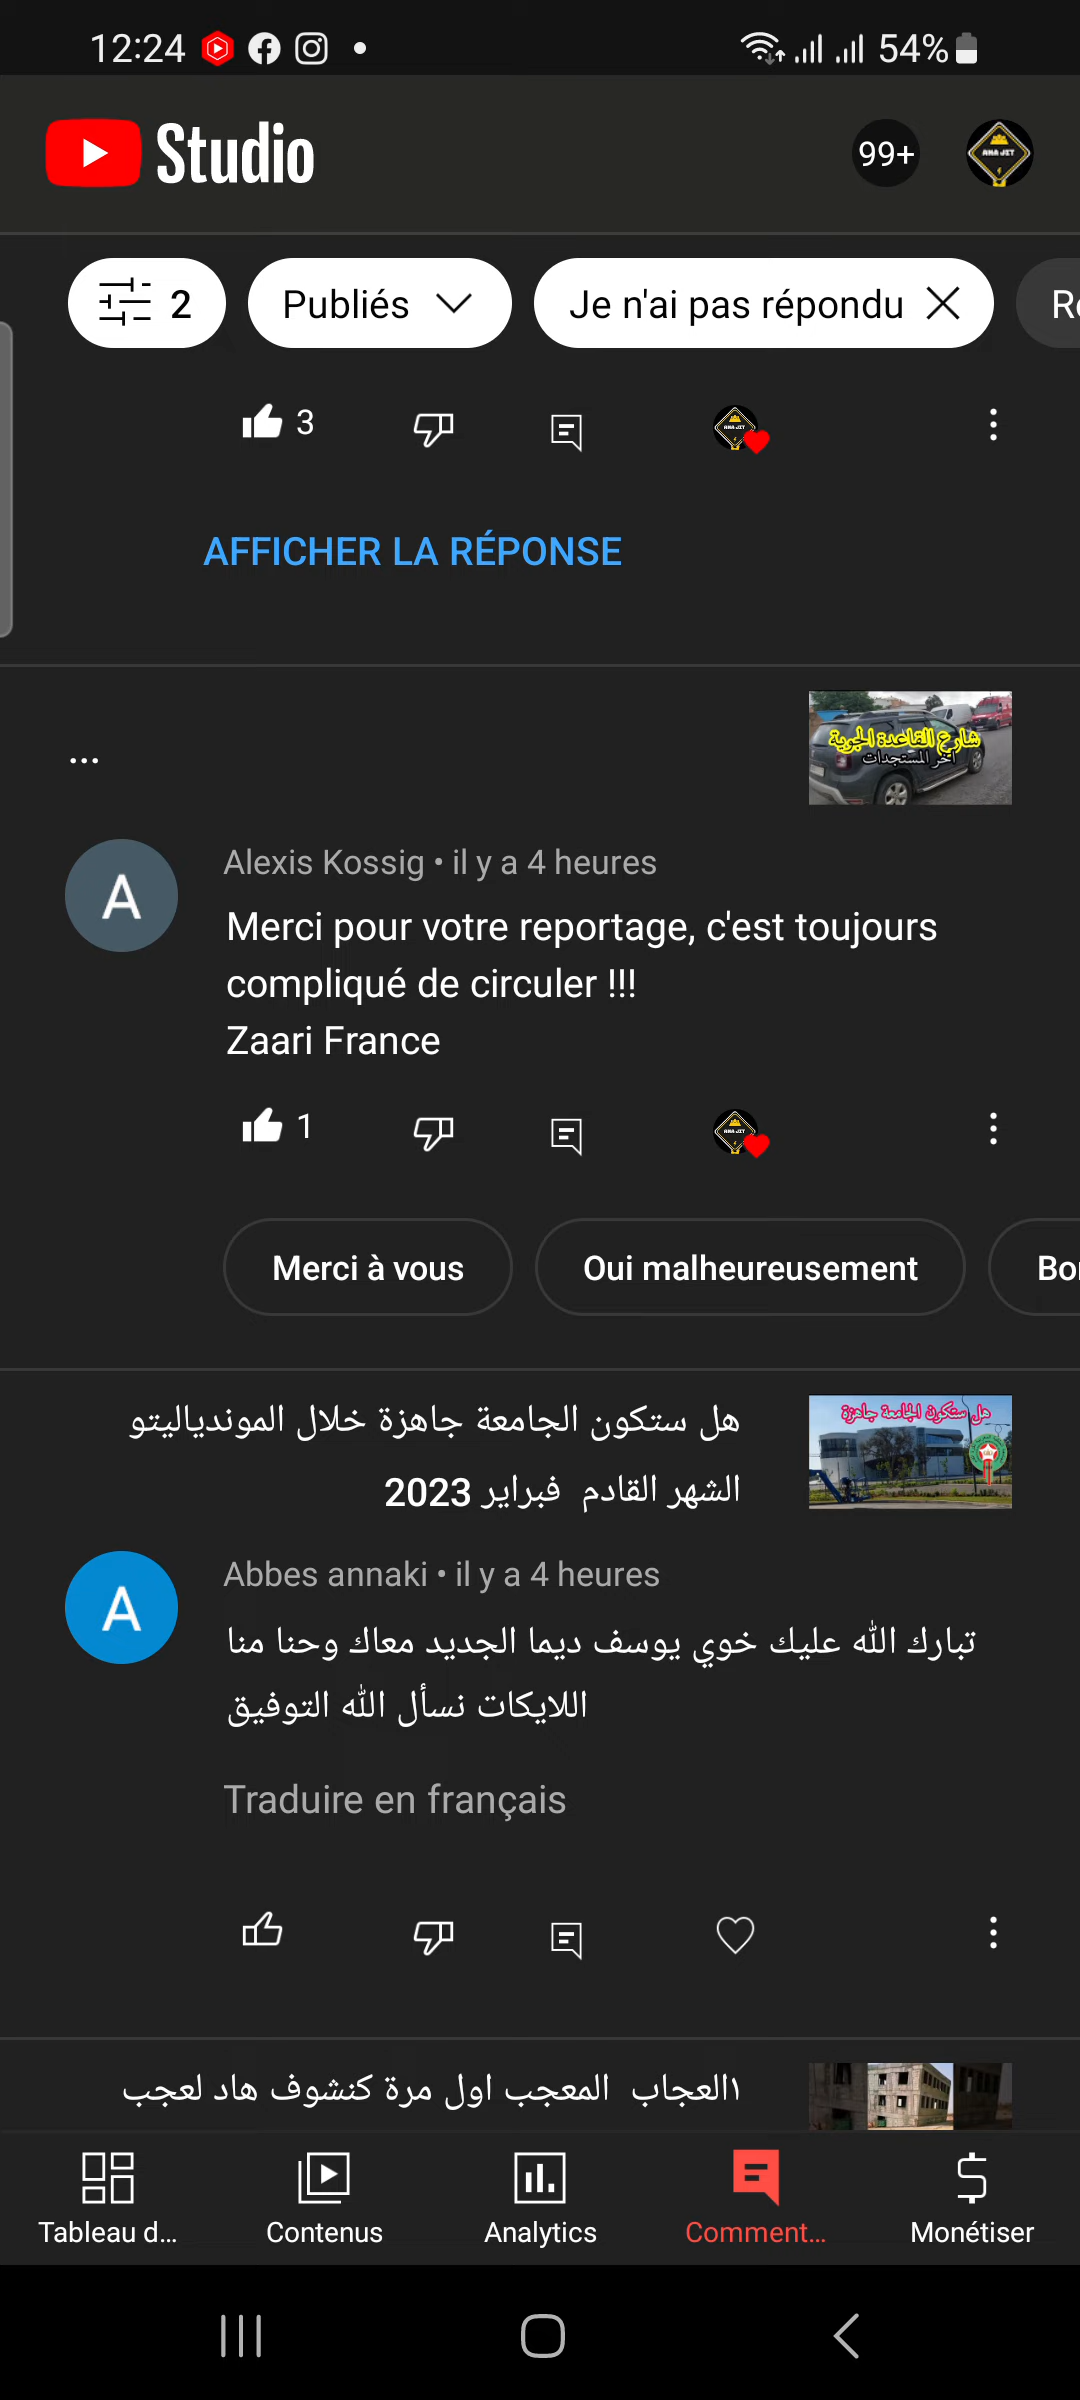 12:24
54%
Studio
99+
2
Publiés
Je n'ai pas répondu
3
AFFICHER LA RÉPONSE
...
شارع القاعدة الجوية
آخر المستجدات
Alexis Kossig • il y a 4 heures
A
Merci pour votre reportage, c'est toujours
compliqué de circuler !!!
Zaari France
1
Merci à vous
Oui malheureusement
هل ستكون الجامعة جاهزة خلال الموندياليتو
الشهر القادم فبراير 2023
هل ستكون الجامعة جاهزة
Abbes annaki • il y a 4 heures
A
تبارك الله عليك خوي يوسف ديما الجديد معاك وحنا منا
اللايكات نسأل الله التوفيق
Traduire en français
١العجاب المعجب اول مرة كنشوف هاد لعجب
Tableau d...
Contenus
Analytics
Comment...
Monétiser